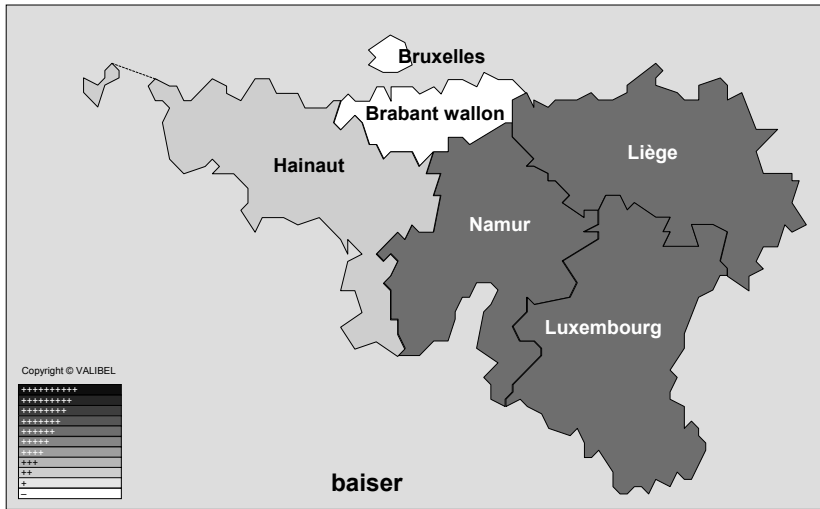 Bruxelles
Brabant wallon
Liège
Hainaut
Namur
Luxembourg
Copyright © VALIBEL
++++++++++
+++++++++
++++++++
+++++++
++++++
+++++
++++
+++
++
+
–
baiser